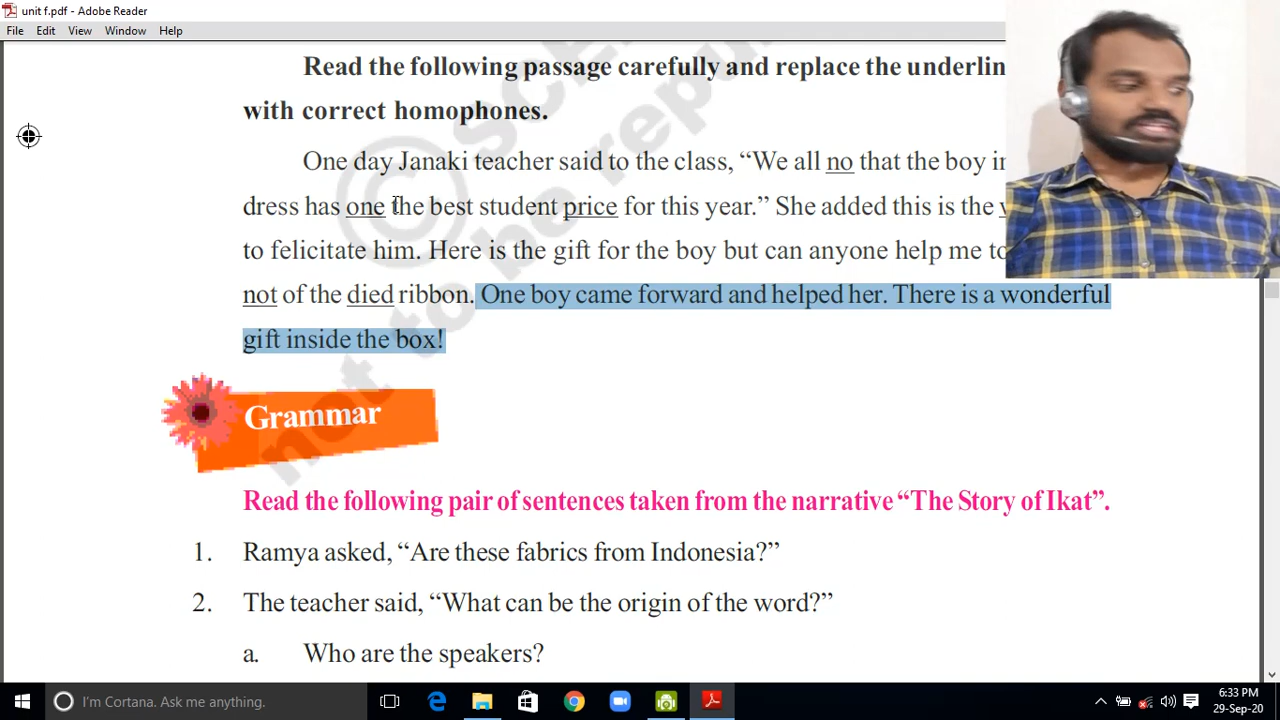 unit f.pdf - Adobe Reader
File Edit View Window Help
Read the following passage carefully and replace the underlin
with correct homophones.
One day Janaki teacher said to the class, “We all no that the boy in
dress has one the best student price for this year.” She added this is the
to felicitate him. Here is the gift for the boy but can anyone help me to
not of the died ribbon. One boy came forward and helped her. There is a wonderful
gift inside the box!
Grammar
Read the following pair of sentences taken from the narrative “The Story of Ikat”.
1. Ramya asked, “Are these fabrics from Indonesia?”
2. The teacher said, “What can be the origin of the word?”
a. Who are the speakers?
not to be repu
I'm Cortana. Ask me anything.
6:33 PM
29-Sep-20